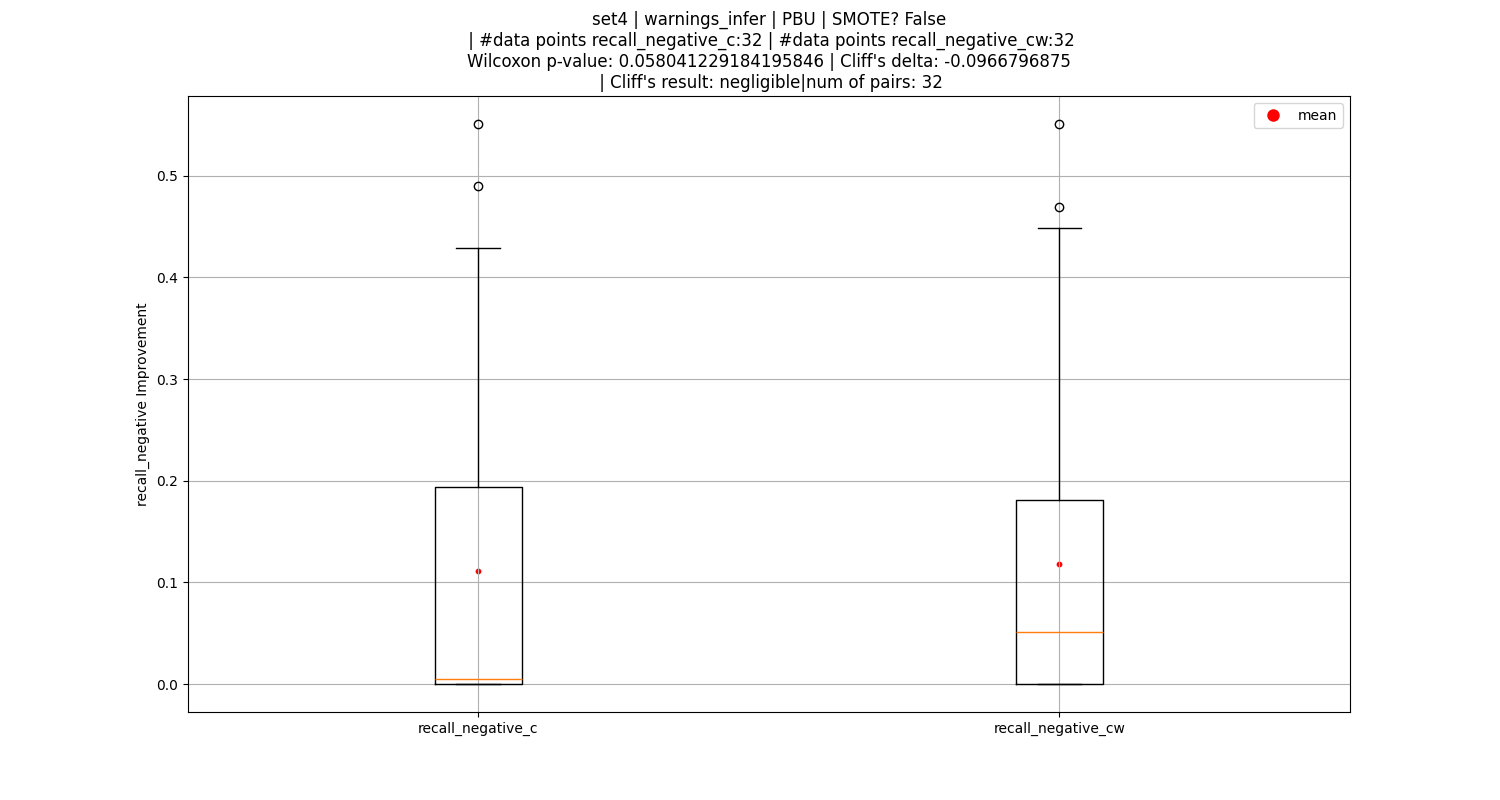 set4 | warnings_infer | PBU | SMOTE? False
| #data points recall_negative_c:32 | #data points recall_negative_cw:32
Wilcoxon p-value: 0.058041229184195846 | Cliff's delta: -0.0966796875
| Cliff's result: negligible|num of pairs: 32
mean
0.5
0.4
0.3
0.2
0.1
0.0
recall_negative Improvement
recall_negative_c
recall_negative_cw